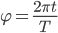 φ = 2πt / T